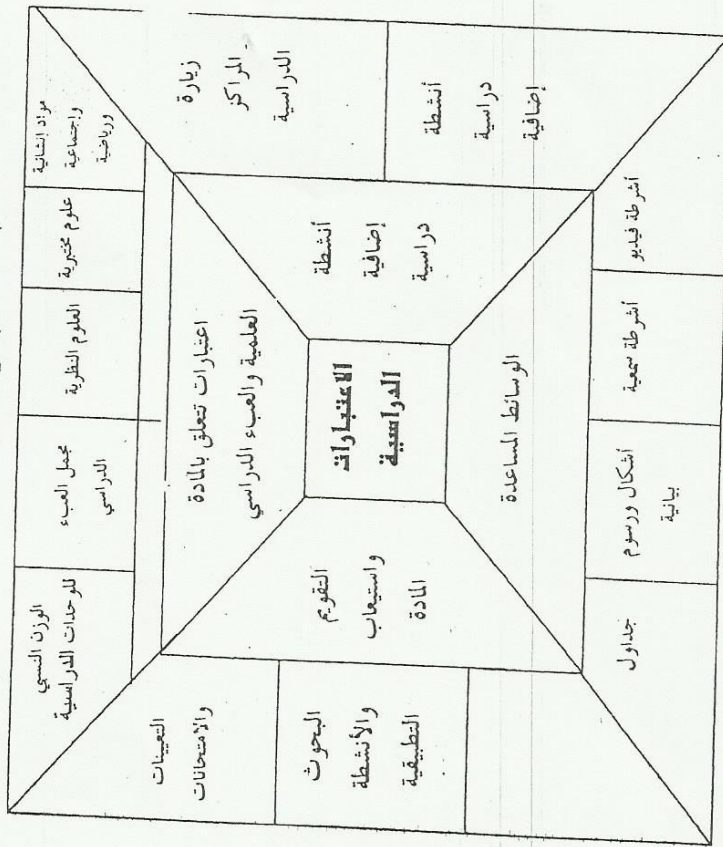 الوزن النسبي
للوحدات الدراسية
مجمل العبء
الدراسي
العلوم النظرية
علوم مختبرية
مواد إنشائية
واجتماعية
ورياضية
اعتبارات تتعلق بالمادة
العلمية والعبء الدراسي
زيارة
المراكز
الدراسية
أنشطة
دراسية
إضافية
أنشطة
إضافية
دراسية
الاعتبارات
الدراسية
التقويم
واستيعاب
المادة
التعيينات
والامتحانات
البحوث
والأنشطة
التطبيقية
الوسائط المساعدة
أشرطة فيديو
أشرطة سمعية
أشكال ورسوم
بيانية
جداول